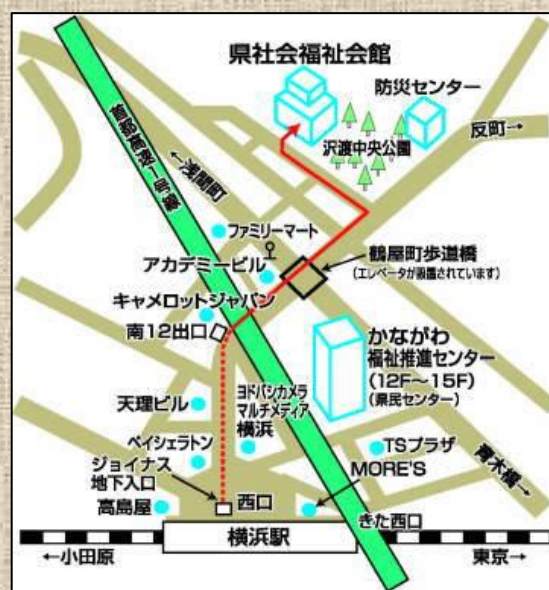 県社会福祉会館
防災センター
反町→
沢渡中央公園
首都高速一号線
←浅間町
ファミリーマート
鶴屋町歩道橋
(エレベータが設置されています)
アカデミービル
キャメロットジャパン
南12出口
かながわ
福祉推進センター
(12F〜15F)
(県民センター)
ヨドバシカメラ
マルチメディア
横浜
天理ビル
ベイシェラトン
TSプラザ
青木橋→
ジョイナス
地下入口
MORE'S
高島屋
西口
きた西口
横浜駅
←小田原
東京→